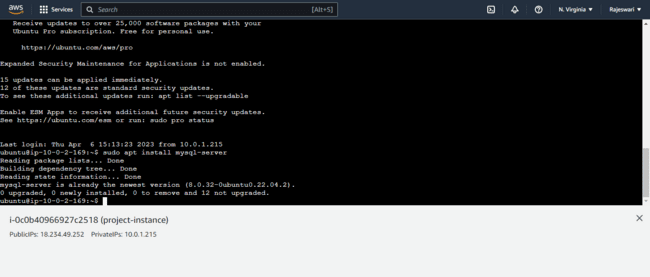 aws
Services
Search
[Alt+S]
N. Virginia
Rajeswari
Receive updates to over 25,000 software packages with your
Ubuntu Pro subscription. Free for personal use.
https://ubuntu.com/aws/pro
Expanded Security Maintenance for Applications is not enabled.
15 updates can be applied immediately.
12 of these updates are standard security updates.
To see these additional updates run: apt list --upgradable
Enable ESM Apps to receive additional future security updates.
See https://ubuntu.com/esm or run: sudo pro status
Last login: Thu Apr  6 15:13:23 2023 from 10.0.1.215
ubuntu@ip-10-0-2-169:~$ sudo apt install mysql-server
Reading package lists... Done
Building dependency tree... Done
Reading state information... Done
mysql-server is already the newest version (8.0.32-0ubuntu0.22.04.2).
0 upgraded, 0 newly installed, 0 to remove and 12 not upgraded.
ubuntu@ip-10-0-2-169:~$
i-0c0b40966927c2518 (project-instance)
PublicIPs: 18.234.49.252 PrivateIPs: 10.0.1.215